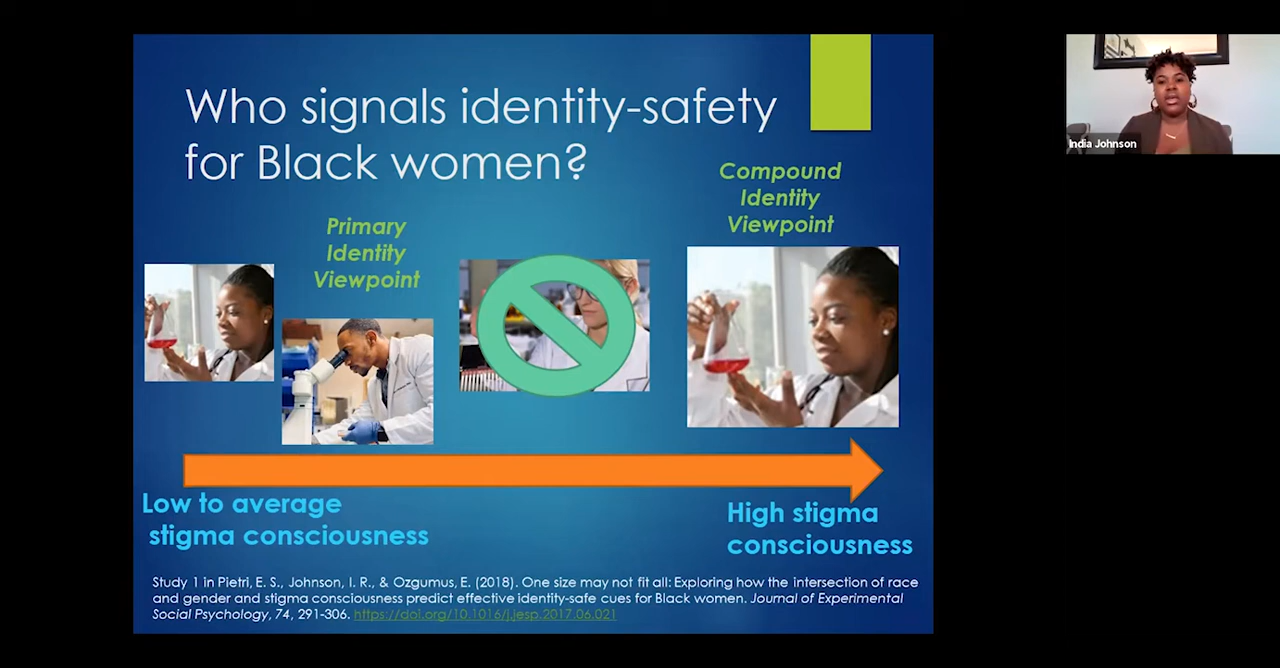 Who signals identity-safety
for Black women?
Compound
Identity
Viewpoint
Primary
Identity
Viewpoint
Low to average
stigma consciousness
High stigma
consciousness
Study 1 in Pietri, E. S., Johnson, I. R., & Ozgumus, E. (2018). One size may not fit all: Exploring how the intersection of race
and gender and stigma consciousness predict effective identity-safe cues for Black women. Journal of Experimental
Social Psychology, 74, 291-306. https://doi.org/10.1016/j.jesp.2017.06.021
India Johnson